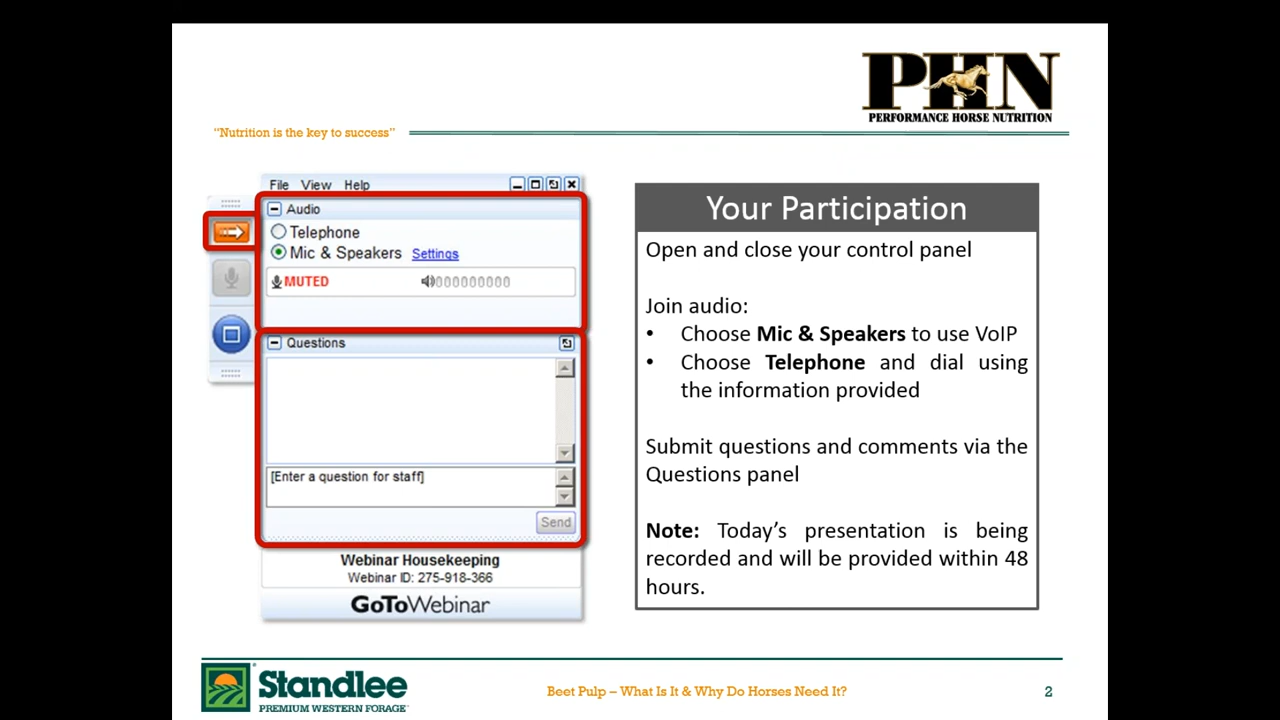 PHN
PERFORMANCE HORSE NUTRITION
“Nutrition is the key to success”
File View Help
Audio
Telephone
Mic & Speakers Settings
MUTED 000000000
Questions
[Enter a question for staff]
Send
Webinar Housekeeping
Webinar ID: 275-918-366
GoToWebinar
Your Participation
Open and close your control panel
Join audio:
• Choose Mic & Speakers to use VoIP
• Choose Telephone and dial using
the information provided
Submit questions and comments via the
Questions panel
Note: Today’s presentation is being
recorded and will be provided within 48
hours.
Standlee
PREMIUM WESTERN FORAGE
Beet Pulp – What Is It & Why Do Horses Need It?
2